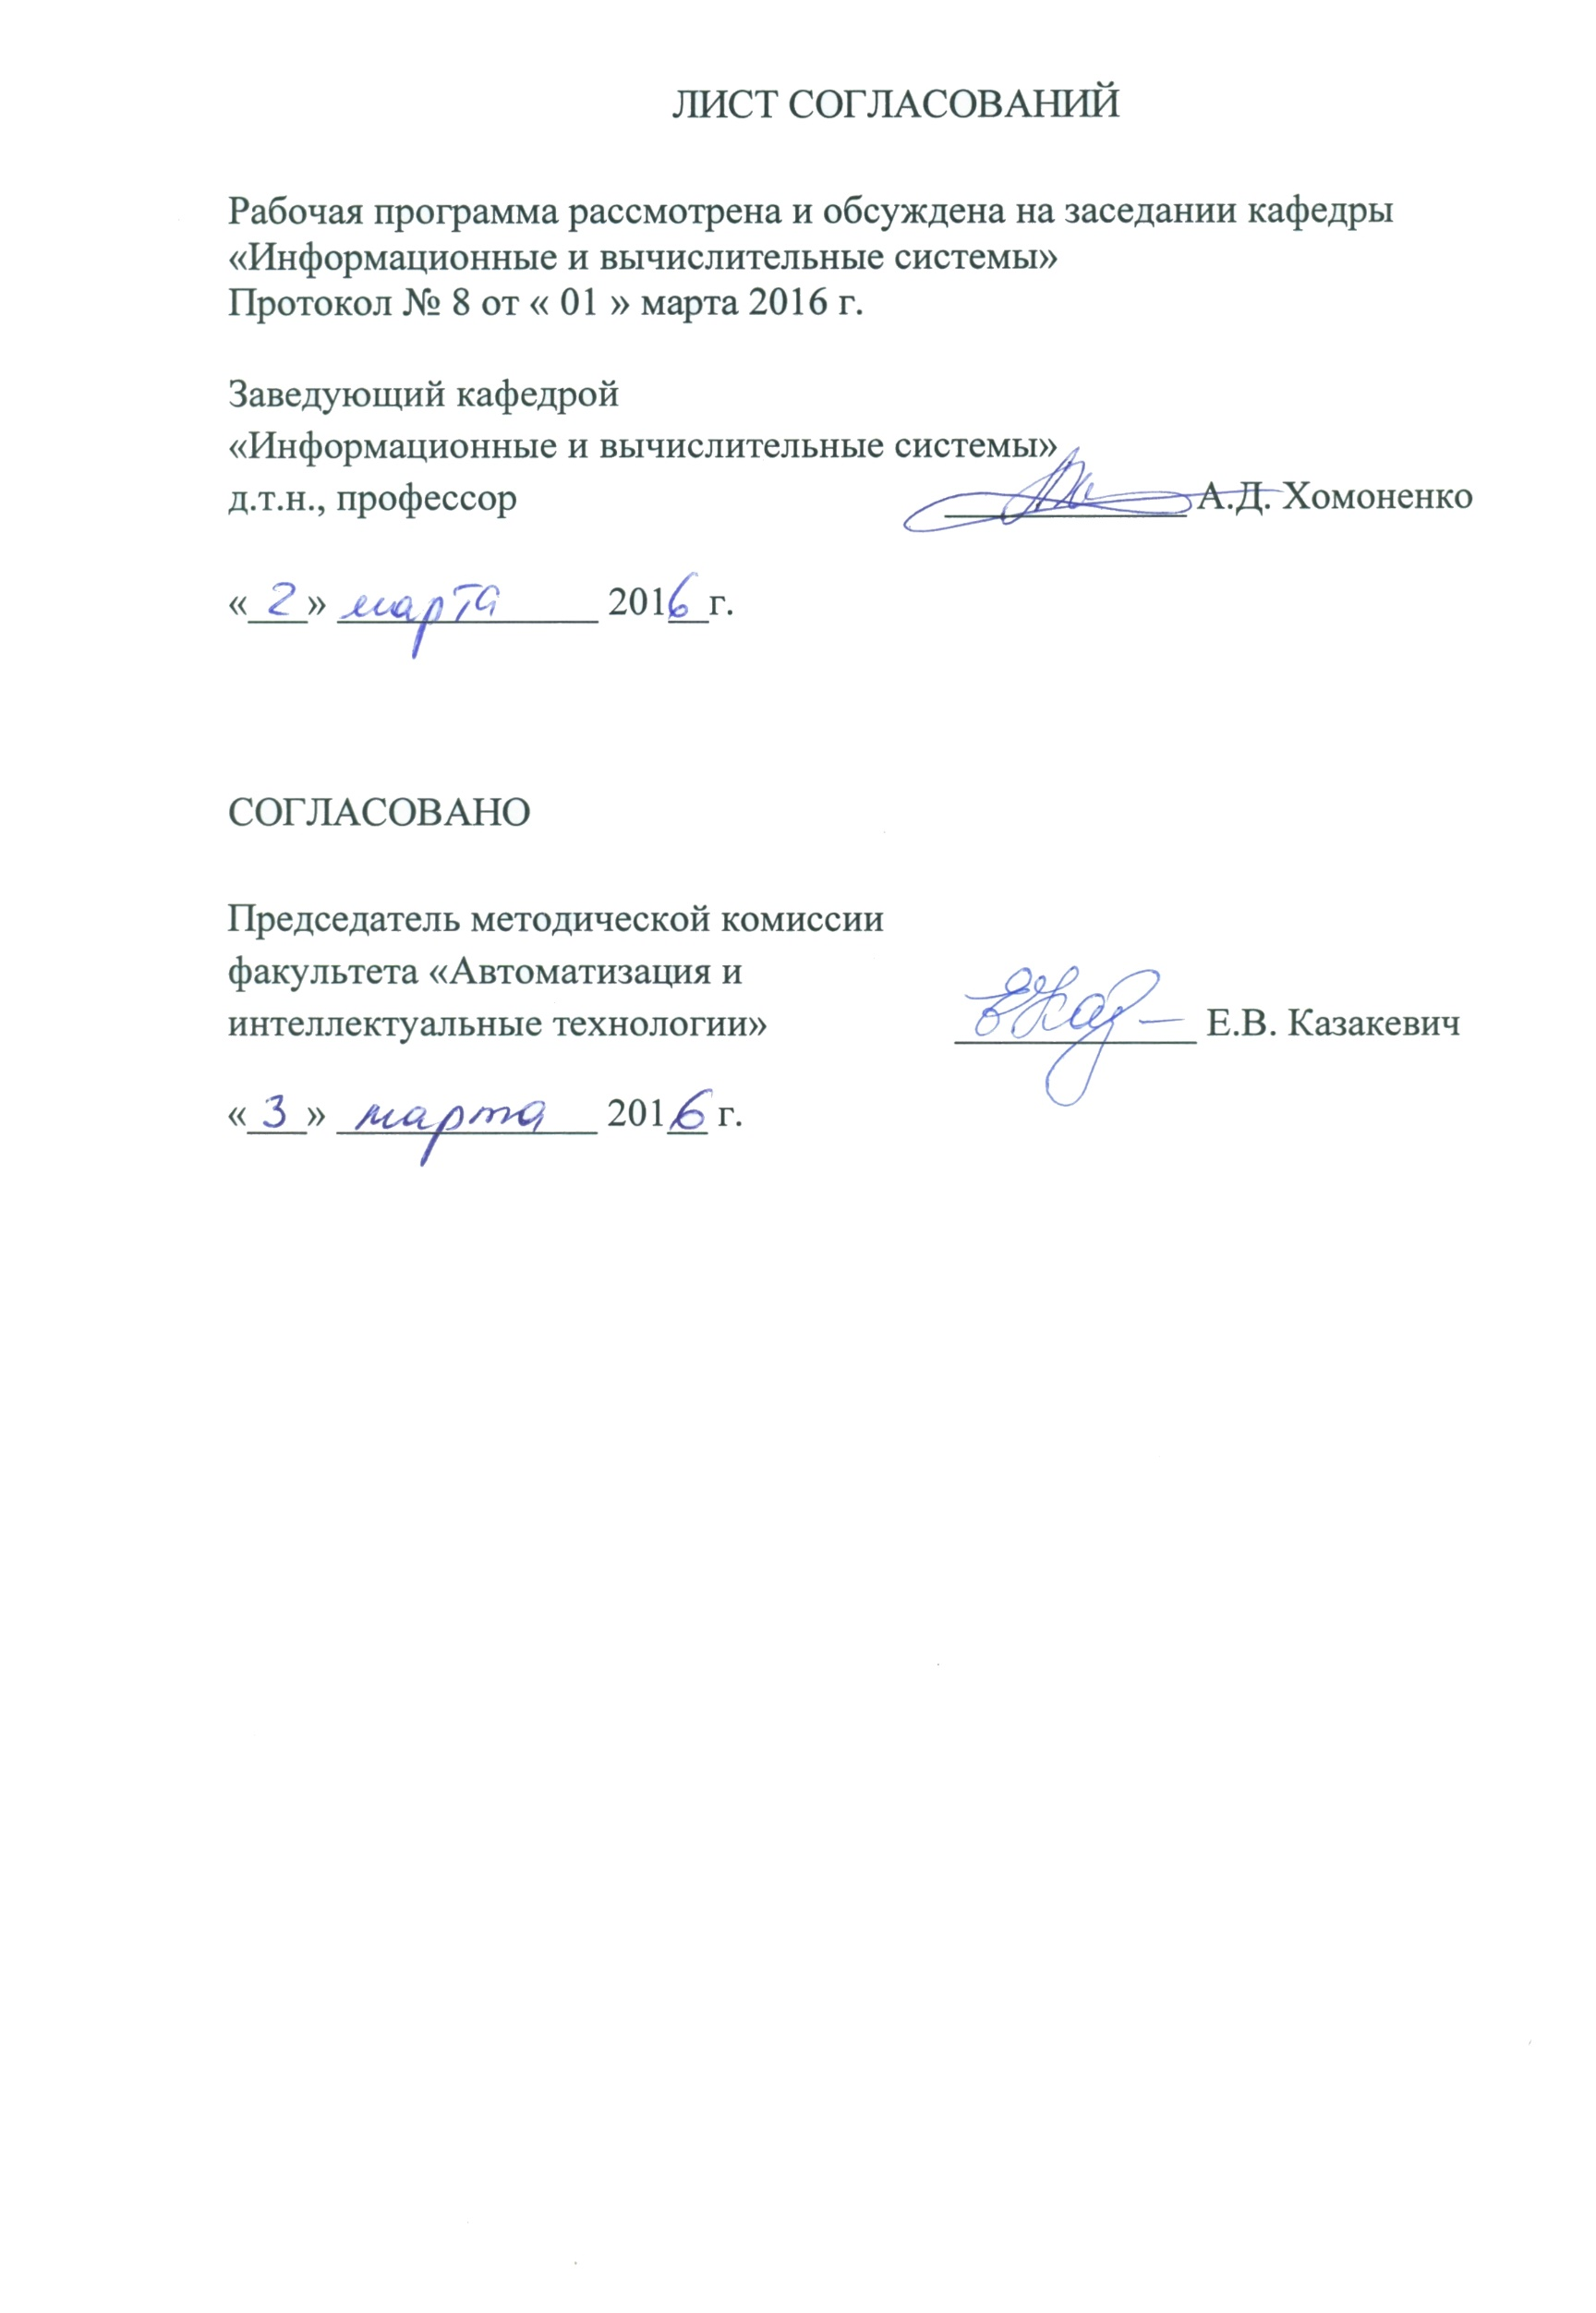 ЛИСТ СОГЛАСОВАНИЙ
Рабочая программа рассмотрена и обсуждена на заседании кафедры
«Информационные и вычислительные системы»
Протокол № 8 от « 01 » марта 2016 г.
Заведующий кафедрой
«Информационные и вычислительные системы»
д.т.н., профессор А.Д. Хомоненко
« 2 » марта 2016 г.
СОГЛАСОВАНО
Председатель методической комиссии
факультета «Автоматизация и
интеллектуальные технологии» Е.В. Казакевич
« 3 » марта 2016 г.